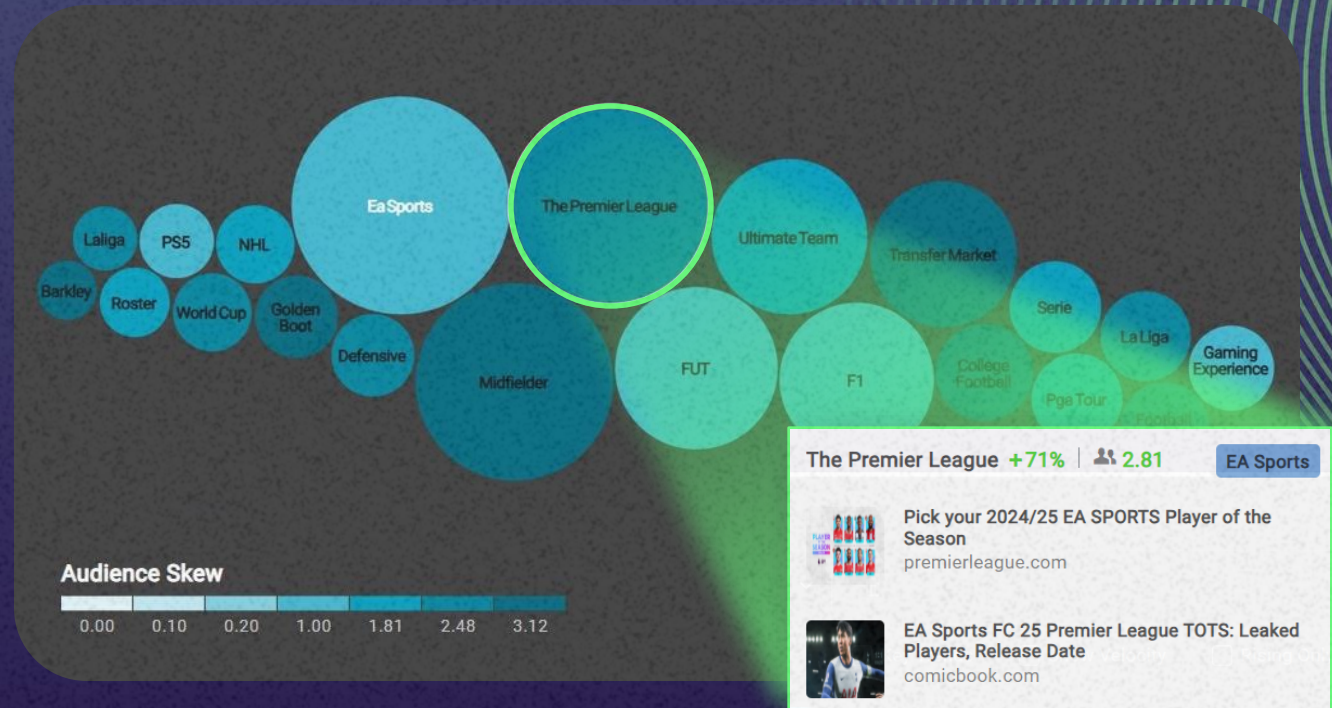 Ea Sports
The Premier League
Ultimate Team
Transfer Market
Laliga
PS5
NHL
Barkley
Roster
World Cup
Golden
Boot
Defensive
Midfielder
FUT
F1
College
Football
Serie
La Liga
Pga Tour
Football
Gaming
Experience
Audience Skew
0.00 0.10 0.20 1.00 1.81 2.48 3.12
The Premier League +71% | 2.81 EA Sports
Pick your 2024/25 EA SPORTS Player of the
Season
premierleague.com
EA Sports FC 25 Premier League TOTS: Leaked
Players, Release Date
comicbook.com